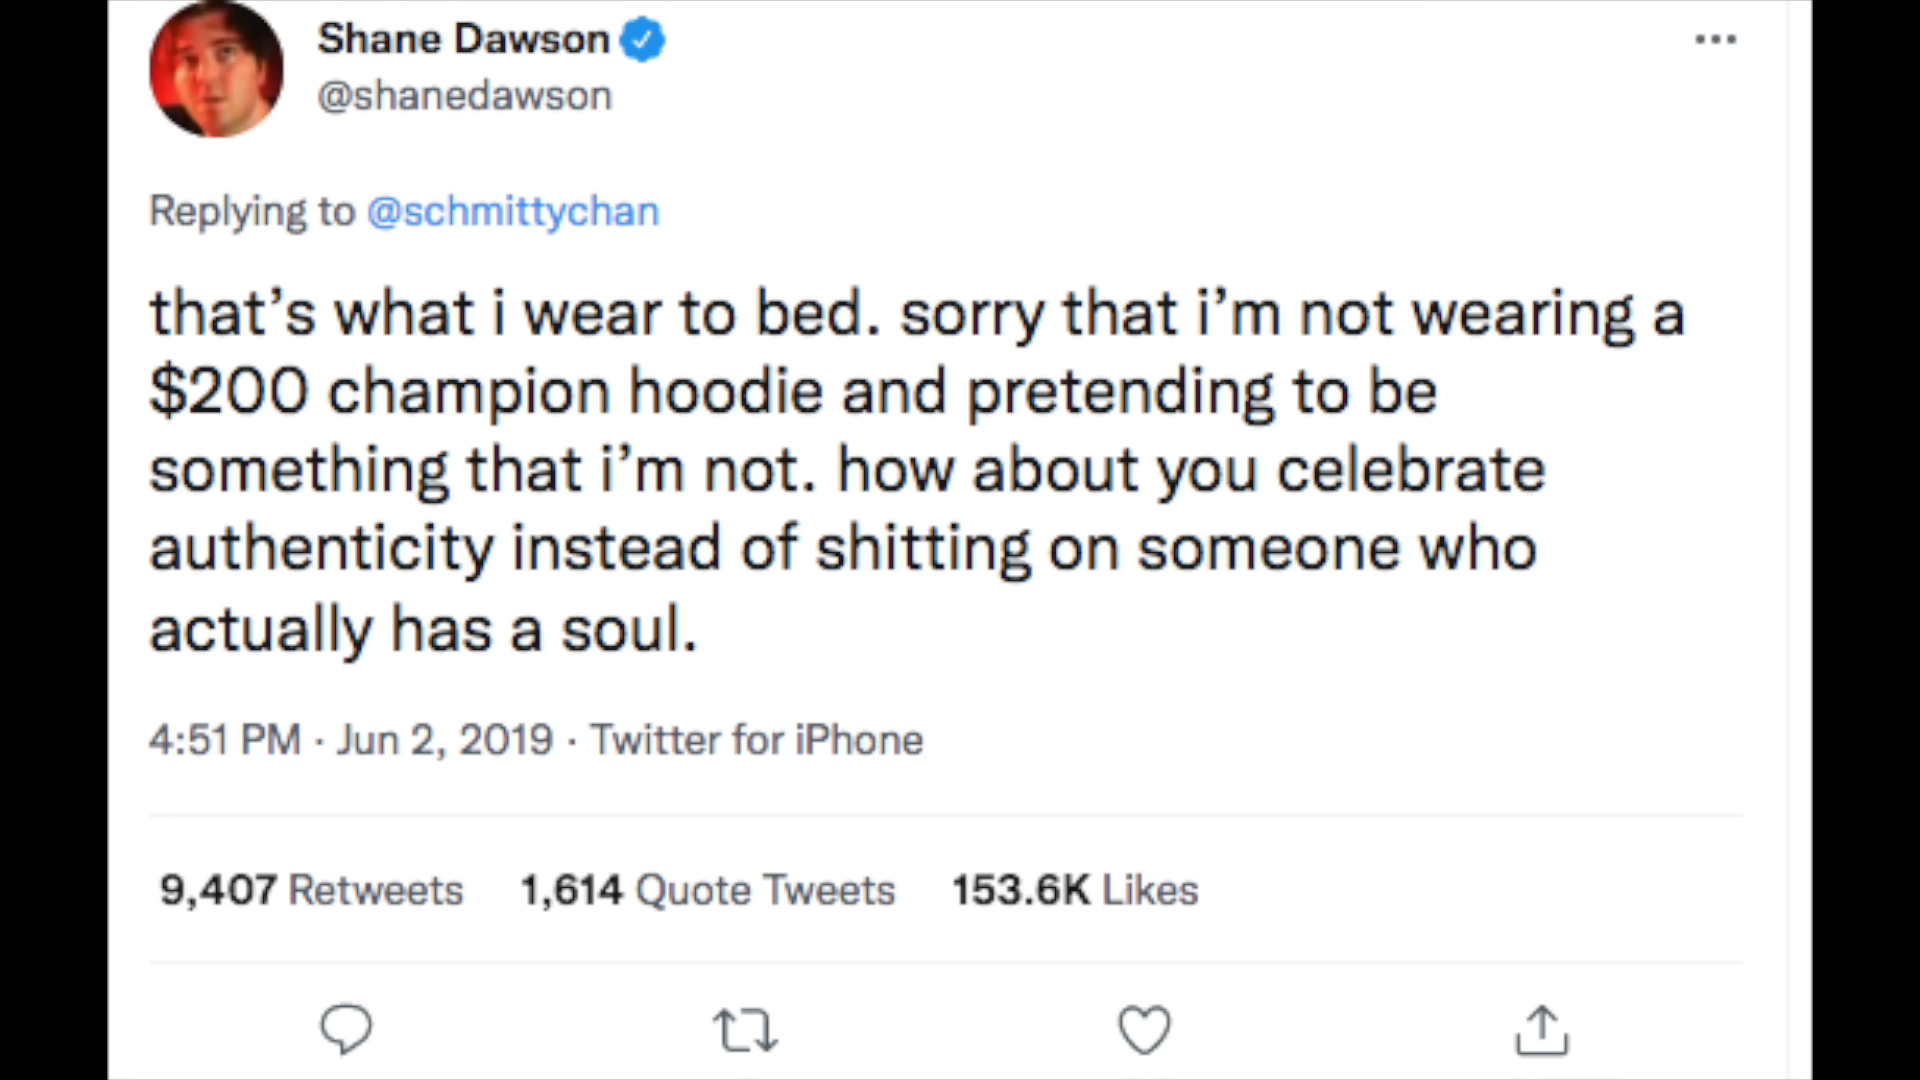 Shane Dawson
@shanedawson
Replying to @schmittychan
that’s what i wear to bed. sorry that i’m not wearing a
$200 champion hoodie and pretending to be
something that i’m not. how about you celebrate
authenticity instead of shitting on someone who
actually has a soul.
4:51 PM · Jun 2, 2019 · Twitter for iPhone
9,407 Retweets 1,614 Quote Tweets 153.6K Likes